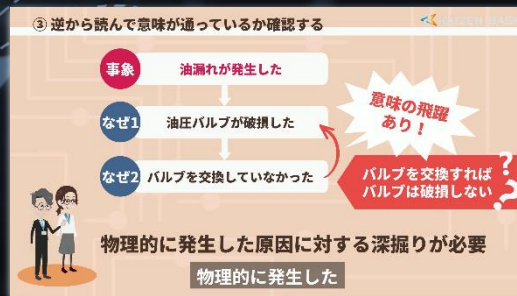 ③ 逆から読んで意味が通っているか確認する
KAIZEN BASE
事象
油漏れが発生した
なぜ1
油圧バルブが破損した
意味の飛躍
あり！
なぜ2
バルブを交換していなかった
バルブを交換すれば
バルブは破損しない
？
？
物理的に発生した原因に対する深掘りが必要
物理的に発生した